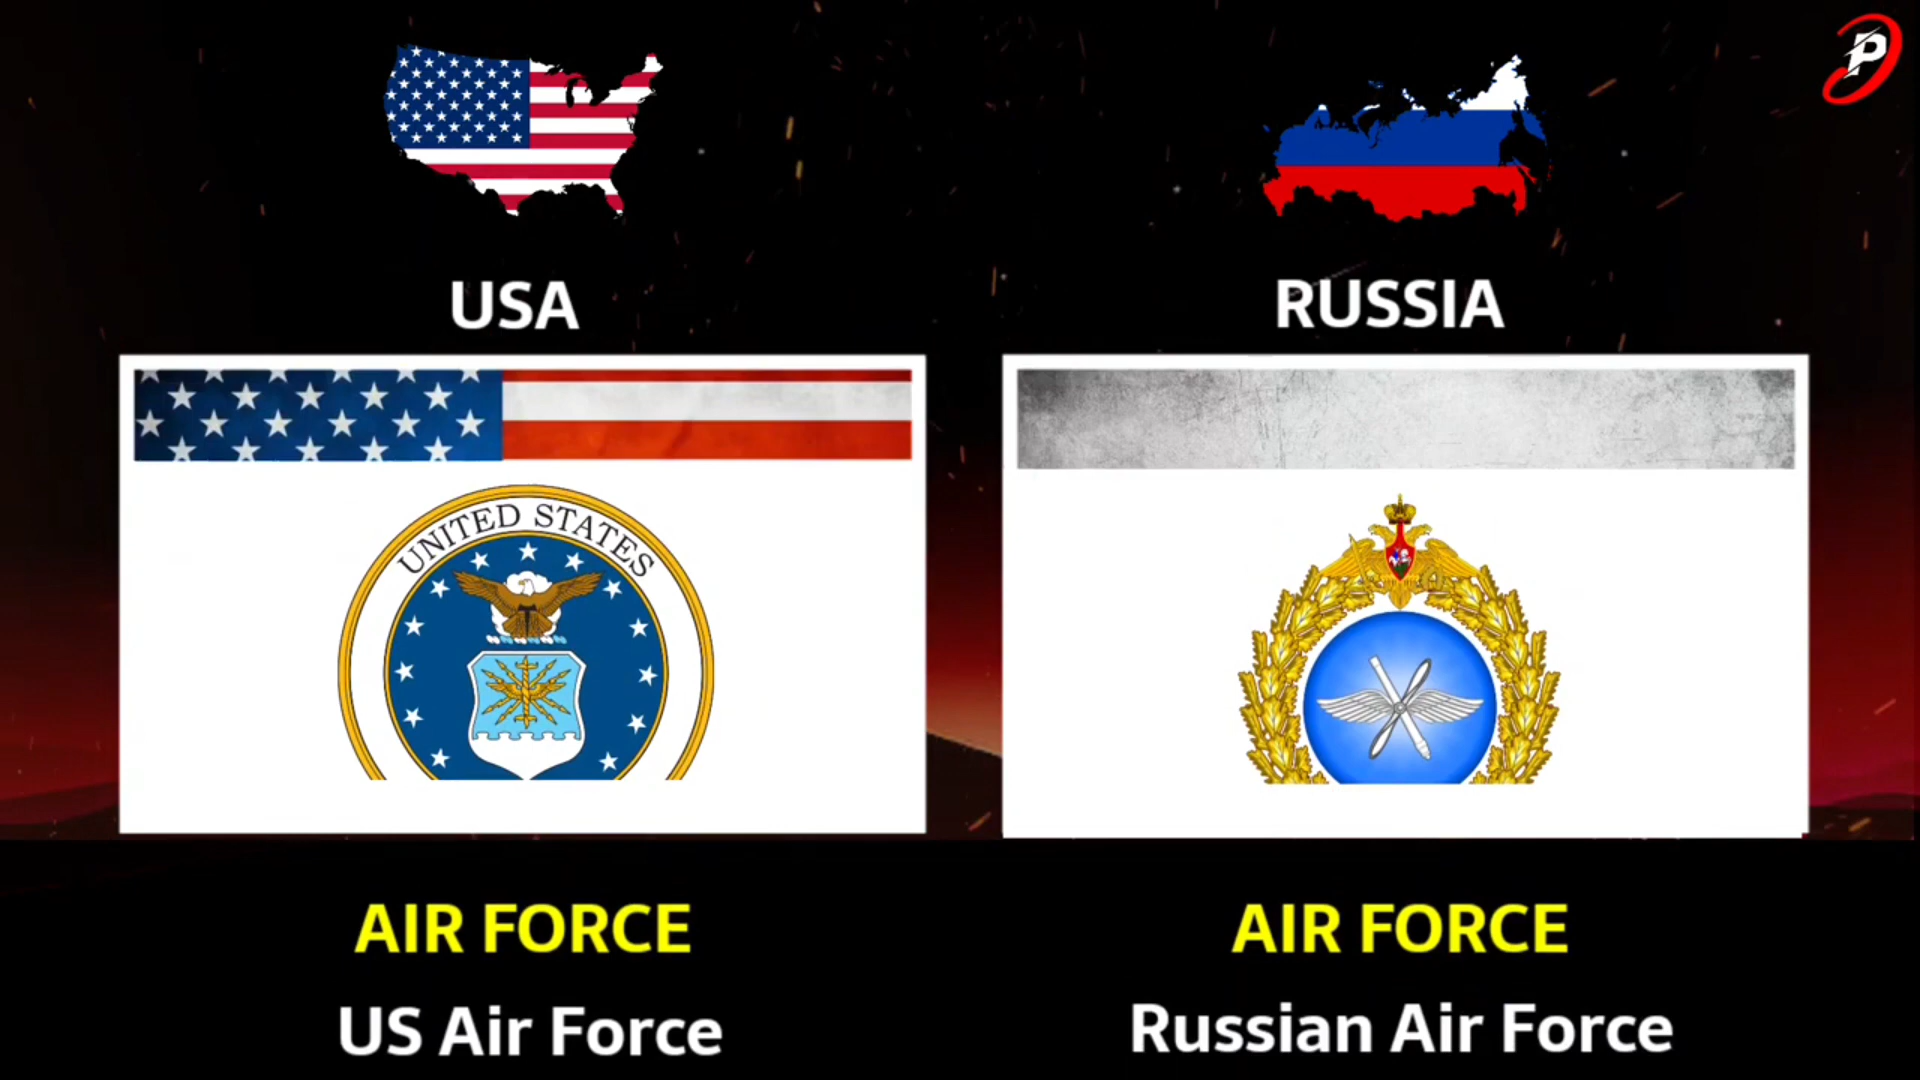 USA
RUSSIA
UNITED STATES
AIR FORCE
AIR FORCE
US Air Force
Russian Air Force
P